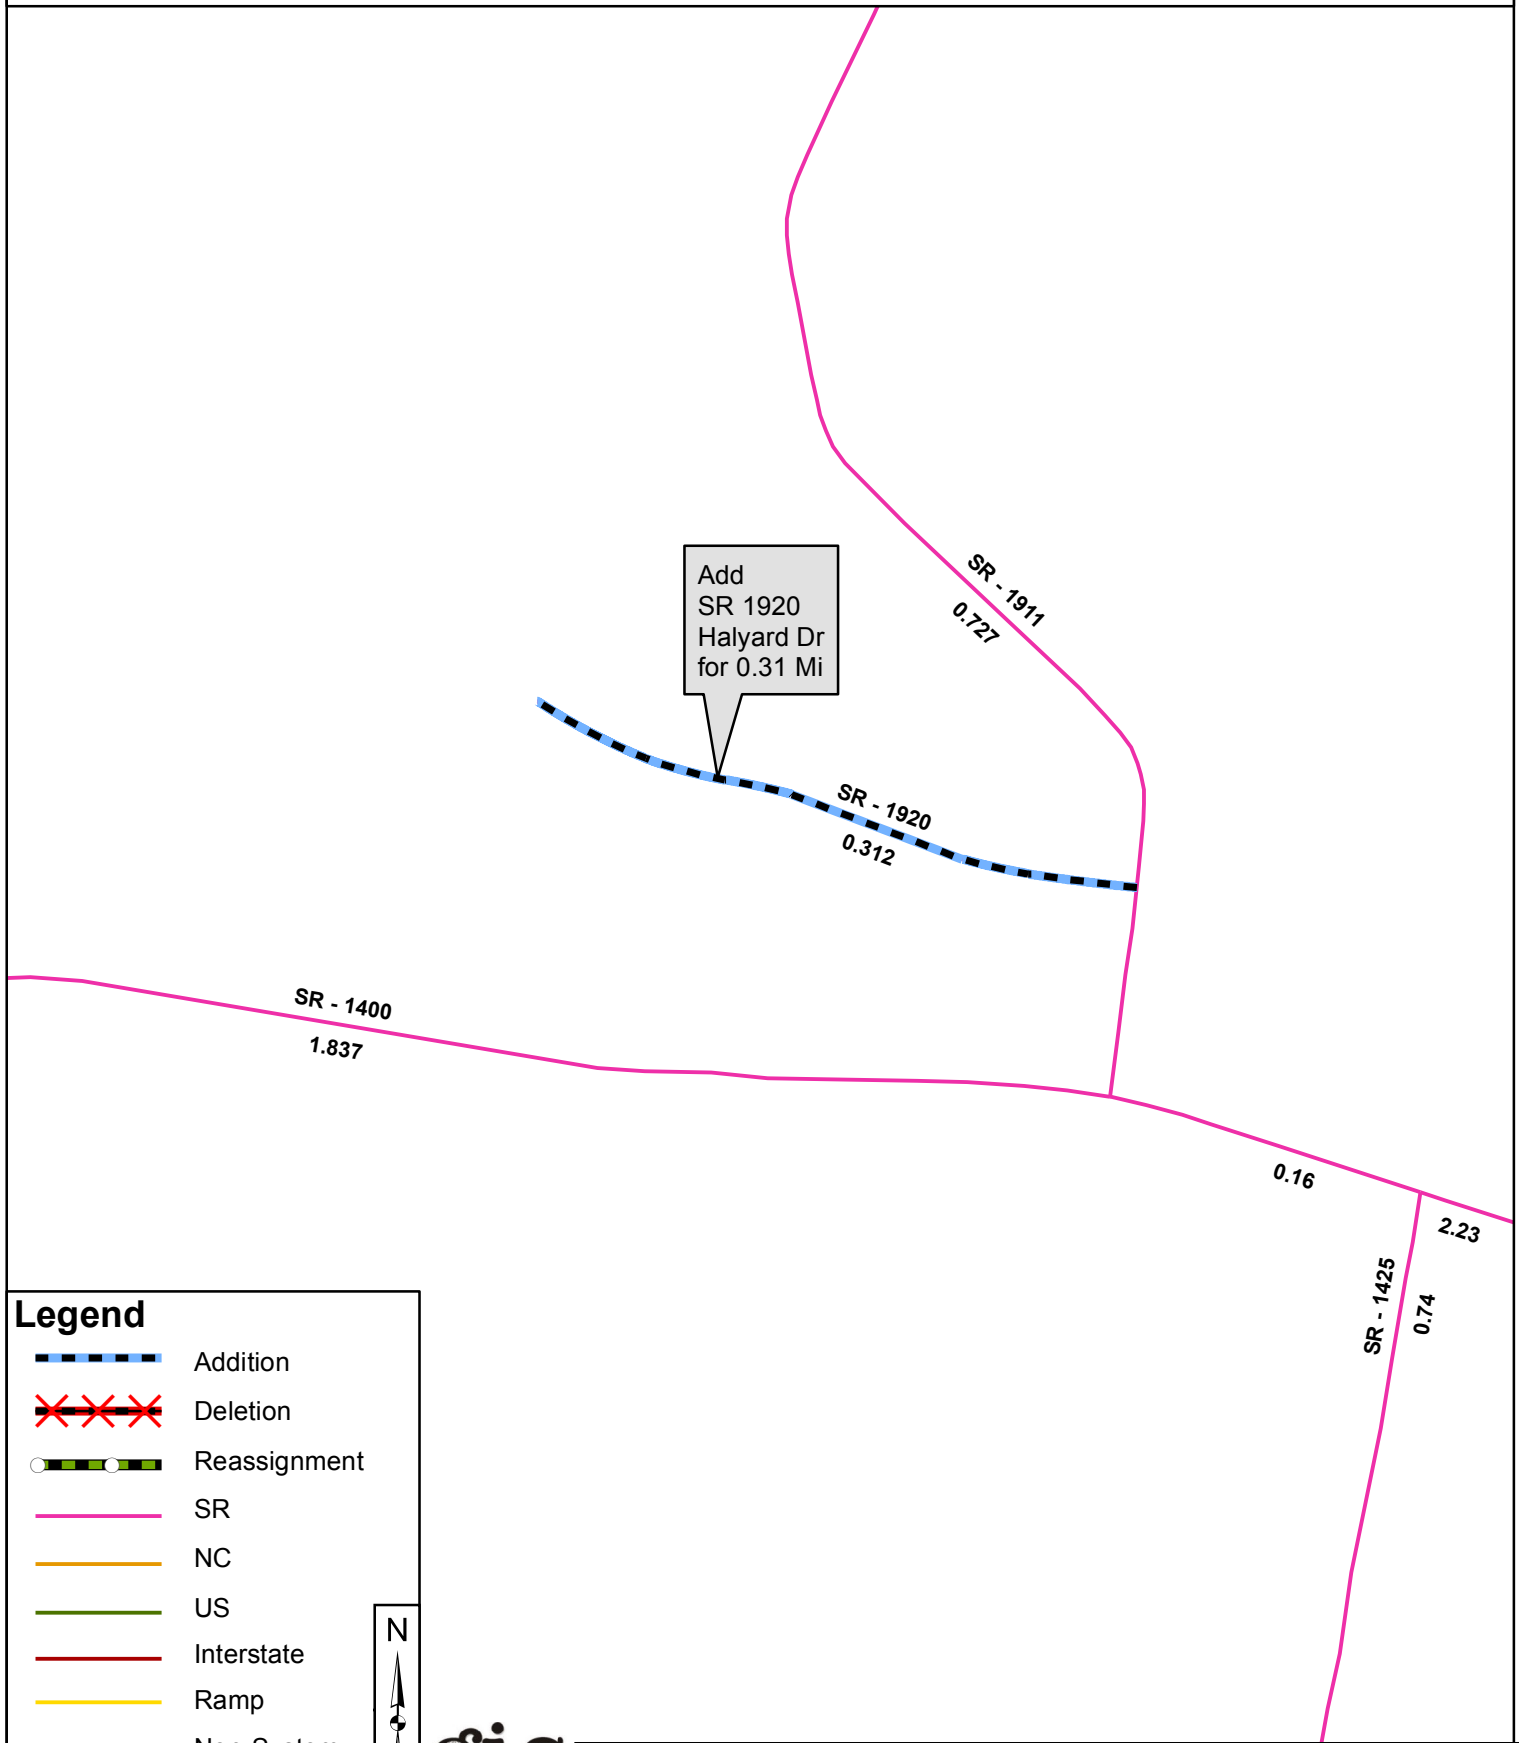 SR - 1911
0.727
Add
SR 1920
Halyard Dr
for 0.31 Mi
SR - 1920
0.312
SR - 1400
1.837
0.16
2.23
SR - 1425
0.74
Legend
Addition
Deletion
Reassignment
SR
NC
US
Interstate
Ramp
N